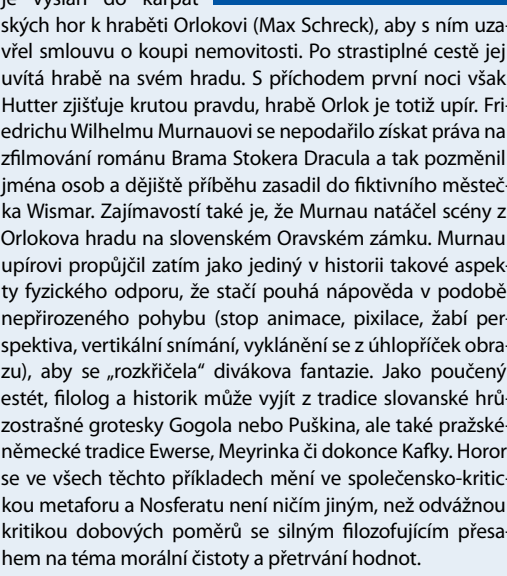 je vyslán do karpat
ských hor k hraběti Orlokovi (Max Schreck), aby s ním uza-
vřel smlouvu o koupi nemovitosti. Po strastiplné cestě jej
uvítá hrabě na svém hradu. S příchodem první noci však
Hutter zjišťuje krutou pravdu, hrabě Orlok je totiž upír. Fri-
edrichu Wilhelmu Murnauovi se nepodařilo získat práva na
zfilmování románu Brama Stokera Dracula a tak pozměnil
jména osob a dějiště příběhu zasadil do fiktivního městeč-
ka Wismar. Zajímavostí také je, že Murnau natáčel scény z
Orlokova hradu na slovenském Oravském zámku. Murnau
upírovi propůjčil zatím jako jediný v historii takové aspek-
ty fyzického odporu, že stačí pouhá nápověda v podobě
nepřirozeného pohybu (stop animace, pixilace, žabí per-
spektiva, vertikální snímání, vyklánění se z úhlopříček obra-
zu), aby se „rozkřičela“ divákova fantazie. Jako poučený
estét, filolog a historik může vyjít z tradice slovanské hrů-
zostrašné grotesky Gogola nebo Puškina, ale také pražské-
německé tradice Ewerse, Meyrinka či dokonce Kafky. Horor
se ve všech těchto příkladech mění ve společensko-kritic-
kou metaforu a Nosferatu není ničím jiným, než odvážnou
kritikou dobových poměrů se silným filozofujícím přesa-
hem na téma morální čistoty a přetrvání hodnot.